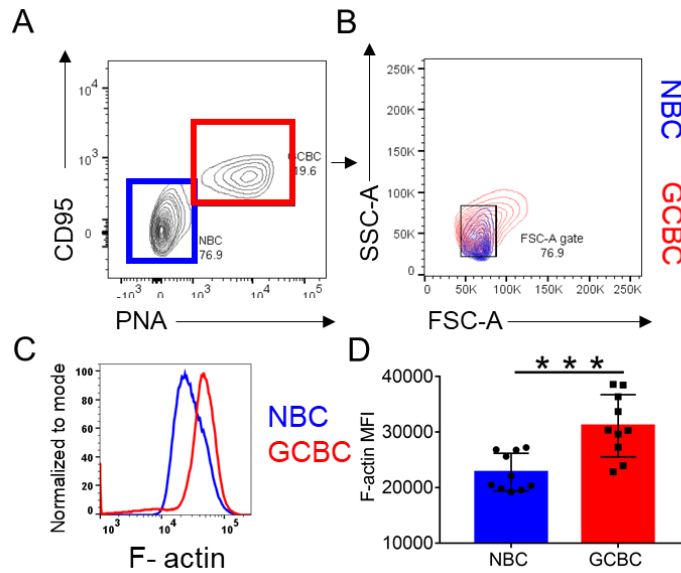 A
CD95
10^4
10^3
0
GCBC
19.6
NBC
76.9
-10^3
0
10^3
10^4
10^5
PNA
B
SSC-A
250K
200K
150K
100K
50K
0
FSC-A gate
76.9
0
50K
100K
150K
200K
250K
FSC-A
NBC
GCBC
C
Normalized to mode
100
80
60
40
20
0
10^3
10^4
10^5
F- actin
NBC
GCBC
D
***
F-actin MFI
40000
30000
20000
10000
NBC
GCBC